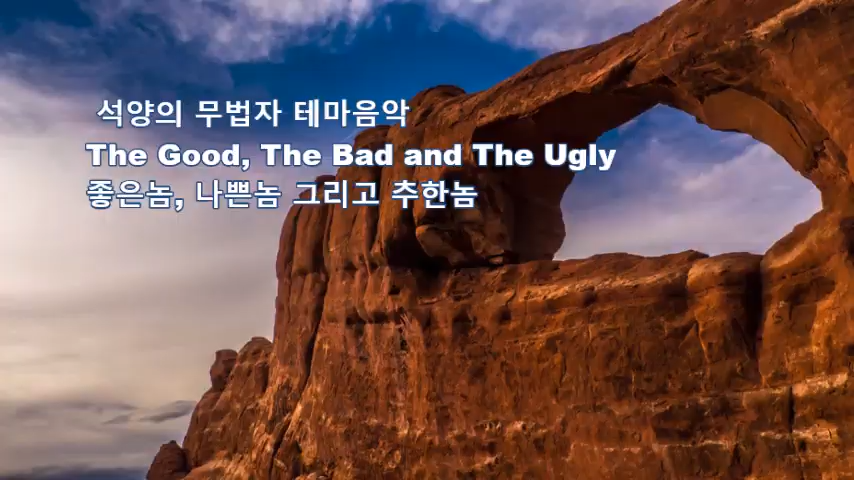 석양의 무법자 테마음악
The Good, The Bad and The Ugly
좋은놈, 나쁜놈 그리고 추한놈